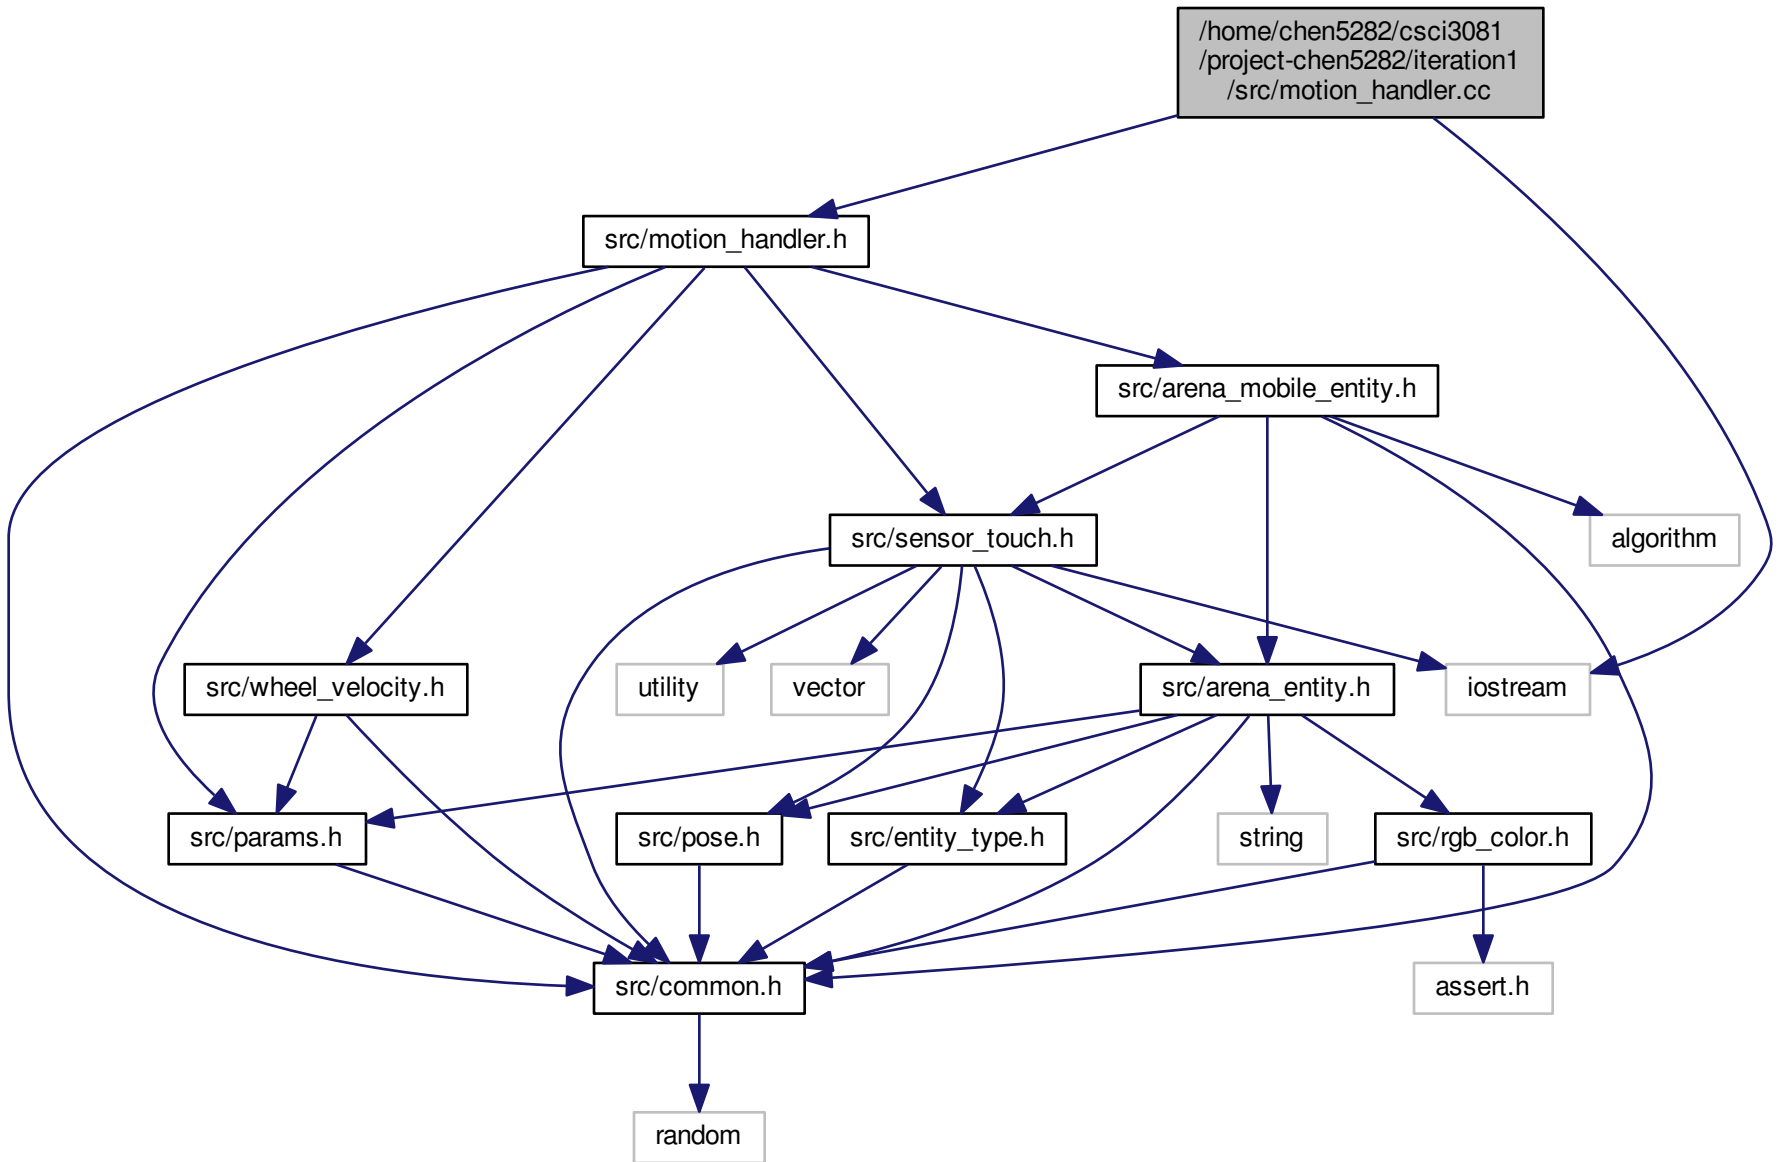 /home/chen5282/csci3081
/project-chen5282/iteration1
/src/motion_handler.cc
src/motion_handler.h
src/arena_mobile_entity.h
src/sensor_touch.h
algorithm
src/wheel_velocity.h
utility
vector
src/arena_entity.h
iostream
src/params.h
src/pose.h
src/entity_type.h
string
src/rgb_color.h
src/common.h
assert.h
random